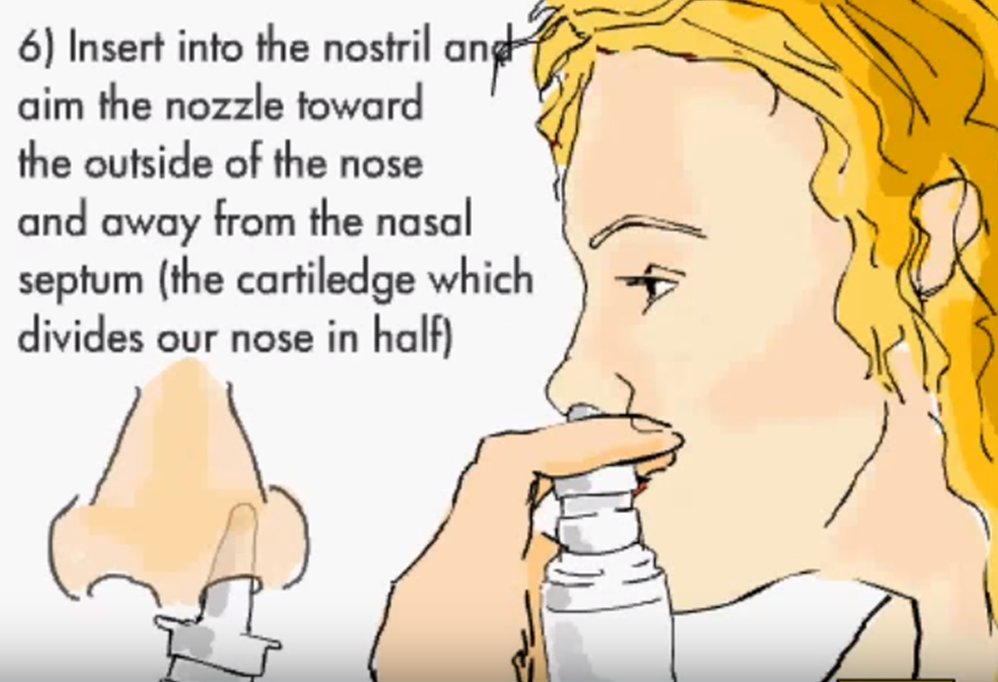 6) Insert into the nostril and
aim the nozzle toward
the outside of the nose
and away from the nasal
septum (the cartiledge which
divides our nose in half)